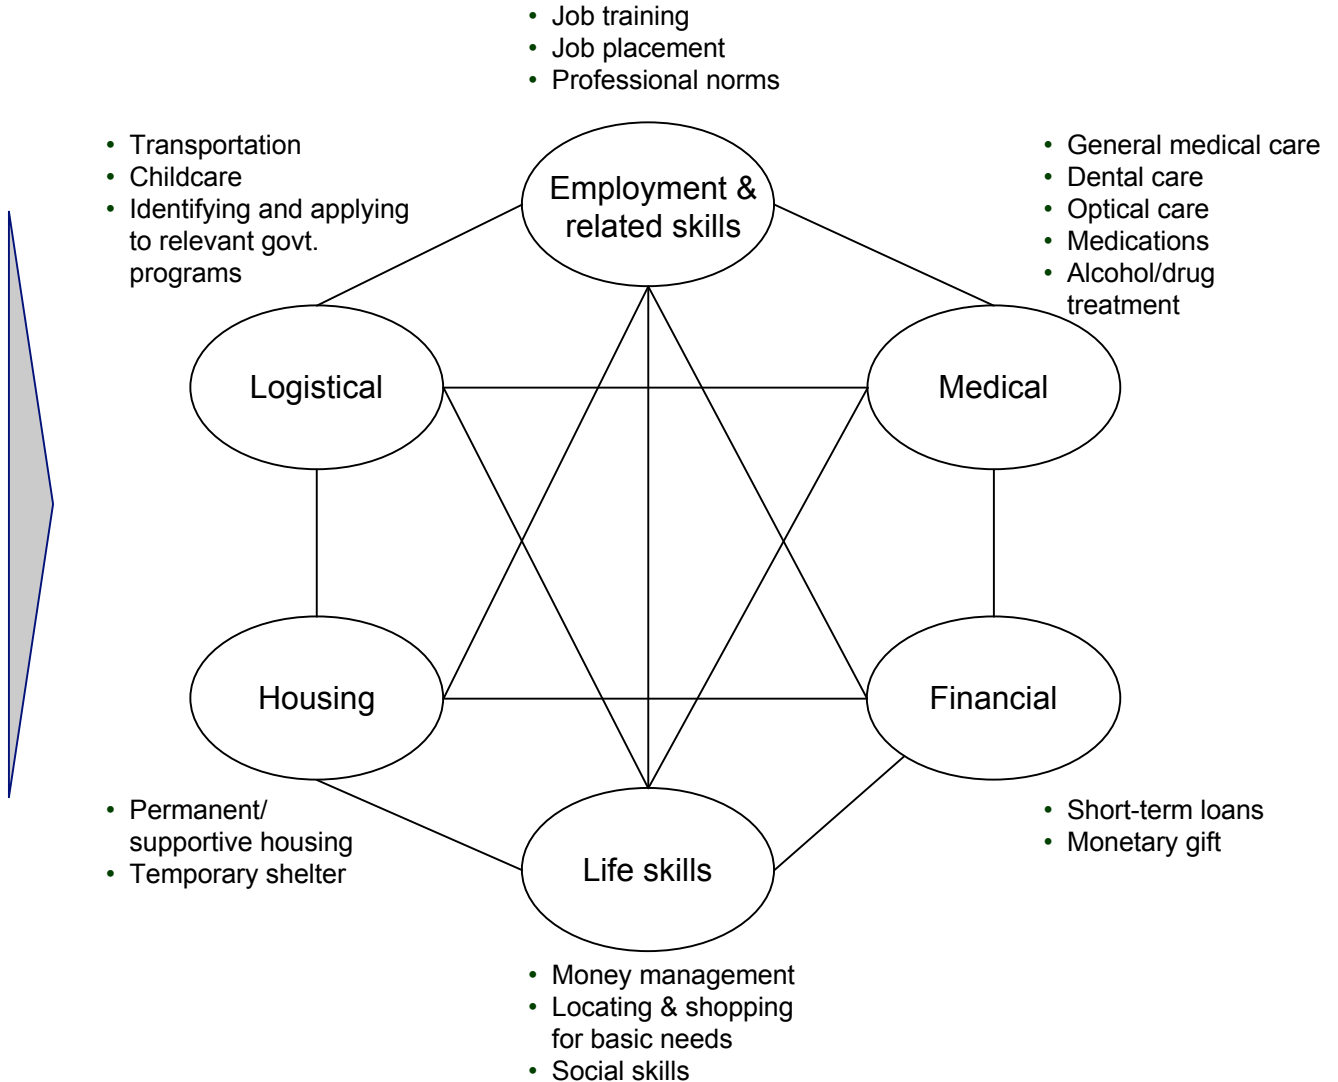 • Job training
• Job placement
• Professional norms
• Transportation
• Childcare
• Identifying and applying
to relevant govt.
programs
• General medical care
• Dental care
• Optical care
• Medications
• Alcohol/drug
treatment
Employment &
related skills
Logistical
Medical
Housing
Financial
• Permanent/
supportive housing
• Temporary shelter
• Short-term loans
• Monetary gift
Life skills
• Money management
• Locating & shopping
for basic needs
• Social skills